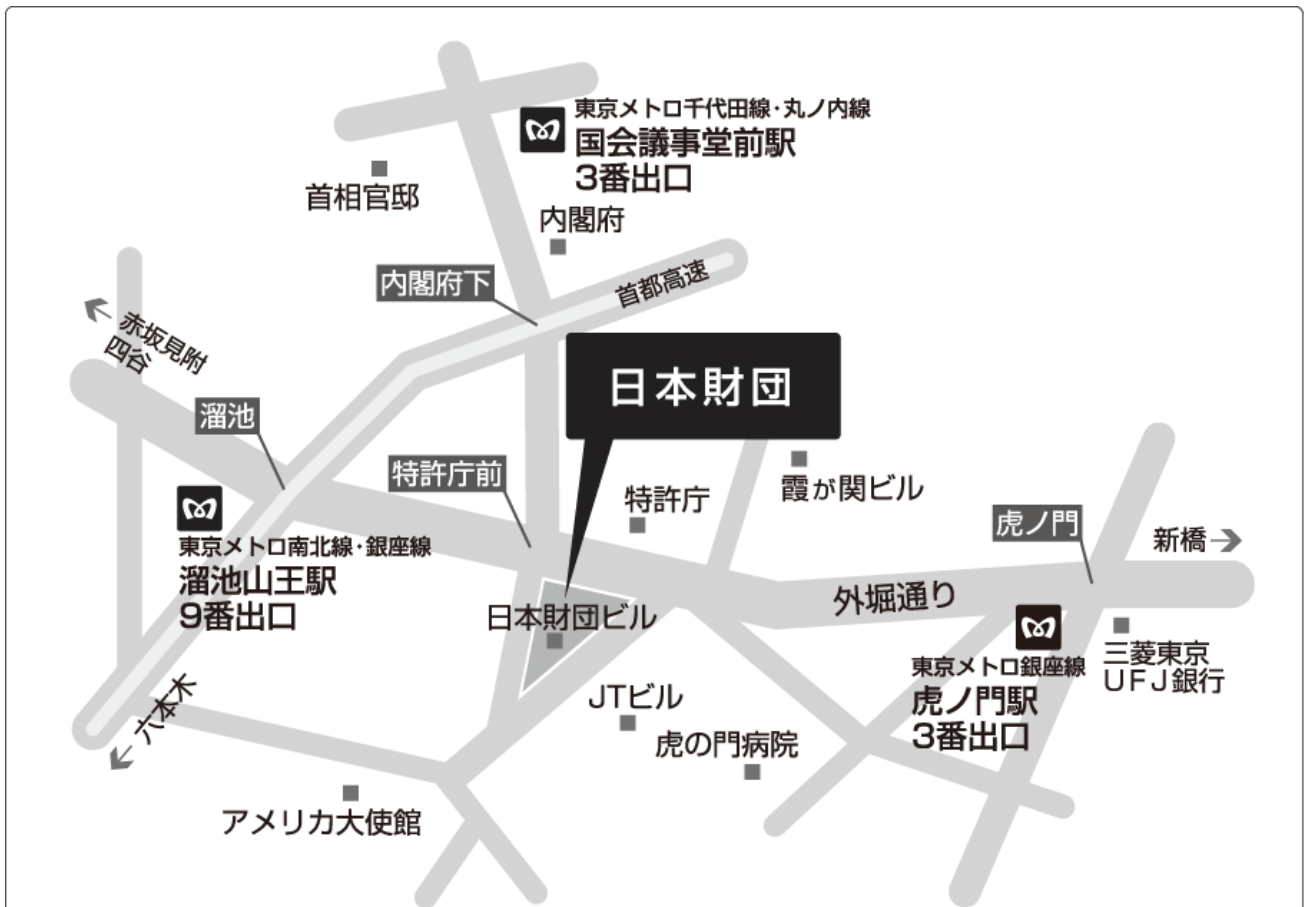 東京メトロ千代田線・丸ノ内線
国会議事堂前駅
3番出口
首相官邸
内閣府
内閣府下
首都高速
赤坂見附
四谷
日本財団
溜池
特許庁前
特許庁
霞が関ビル
虎ノ門
新橋
東京メトロ南北線・銀座線
溜池山王駅
9番出口
外堀通り
日本財団ビル
東京メトロ銀座線
虎ノ門駅
3番出口
三菱東京
UFJ銀行
六本木
JTビル
虎の門病院
アメリカ大使館